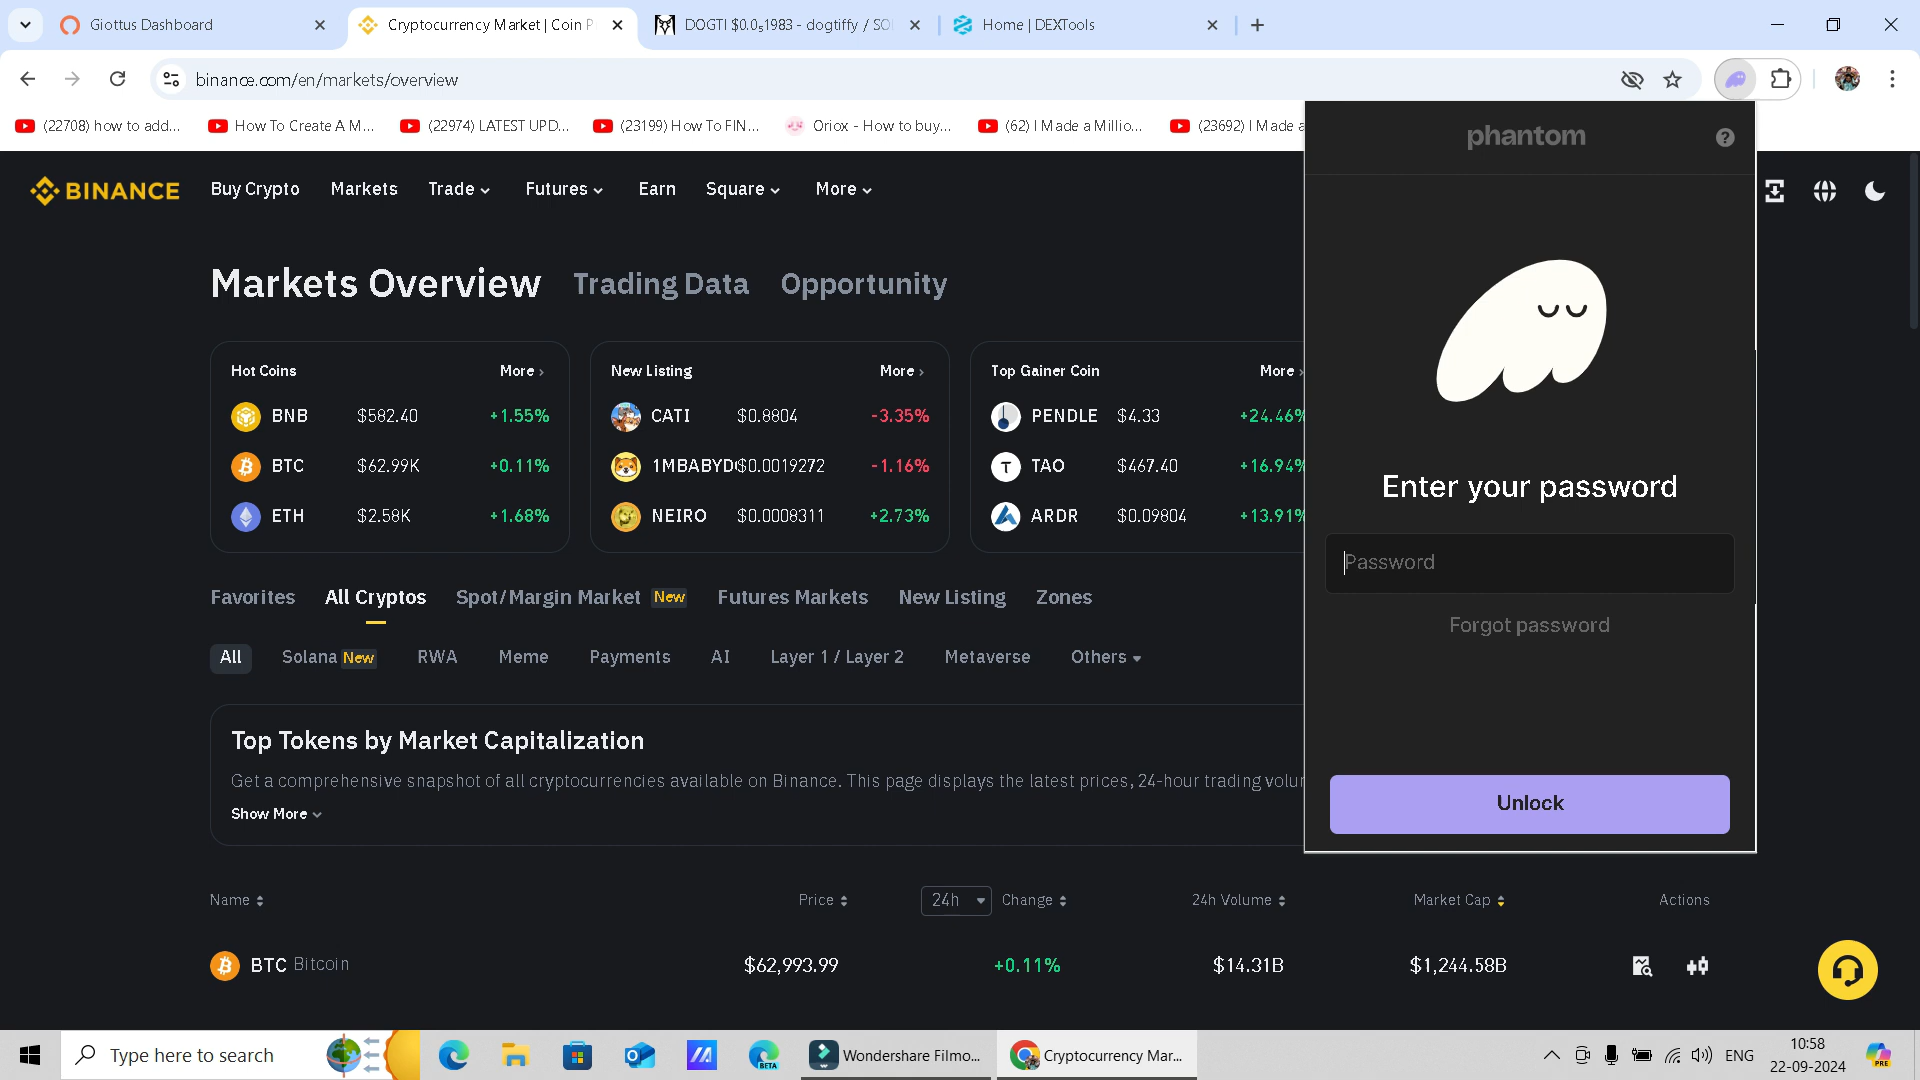 Giottus Dashboard
Cryptocurrency Market | Coin P
DOGTI $0.0₅1983 - dogtiffy / SO
Home | DEXTools
binance.com/en/markets/overview
(22708) how to add...
How To Create A M...
(22974) LATEST UPD...
(23199) How To FIN...
Oriox - How to buy...
(62) I Made a Millio...
(23692) I Made a
BINANCE
Buy Crypto
Markets
Trade
Futures
Earn
Square
More
Markets Overview
Trading Data
Opportunity
Hot Coins
More
BNB $582.40 +1.55%
BTC $62.99K +0.11%
ETH $2.58K +1.68%
New Listing
More
CATI $0.8804 -3.35%
1MBABYD $0.0019272 -1.16%
NEIRO $0.0008311 +2.73%
Top Gainer Coin
More
PENDLE $4.33 +24.46%
TAO $467.40 +16.94%
ARDR $0.09804 +13.91%
Favorites
All Cryptos
Spot/Margin Market New
Futures Markets
New Listing
Zones
All
Solana New
RWA
Meme
Payments
AI
Layer 1 / Layer 2
Metaverse
Others
Top Tokens by Market Capitalization
Get a comprehensive snapshot of all cryptocurrencies available on Binance. This page displays the latest prices, 24-hour trading volu
Show More
Name Price 24h Change 24h Volume Market Cap Actions
BTC Bitcoin $62,993.99 +0.11% $14.31B $1,244.58B
phantom
Enter your password
Password
Forgot password
Unlock
Type here to search
BETA
Wondershare Filmo...
Cryptocurrency Mar...
ENG
10:58
22-09-2024
PRE